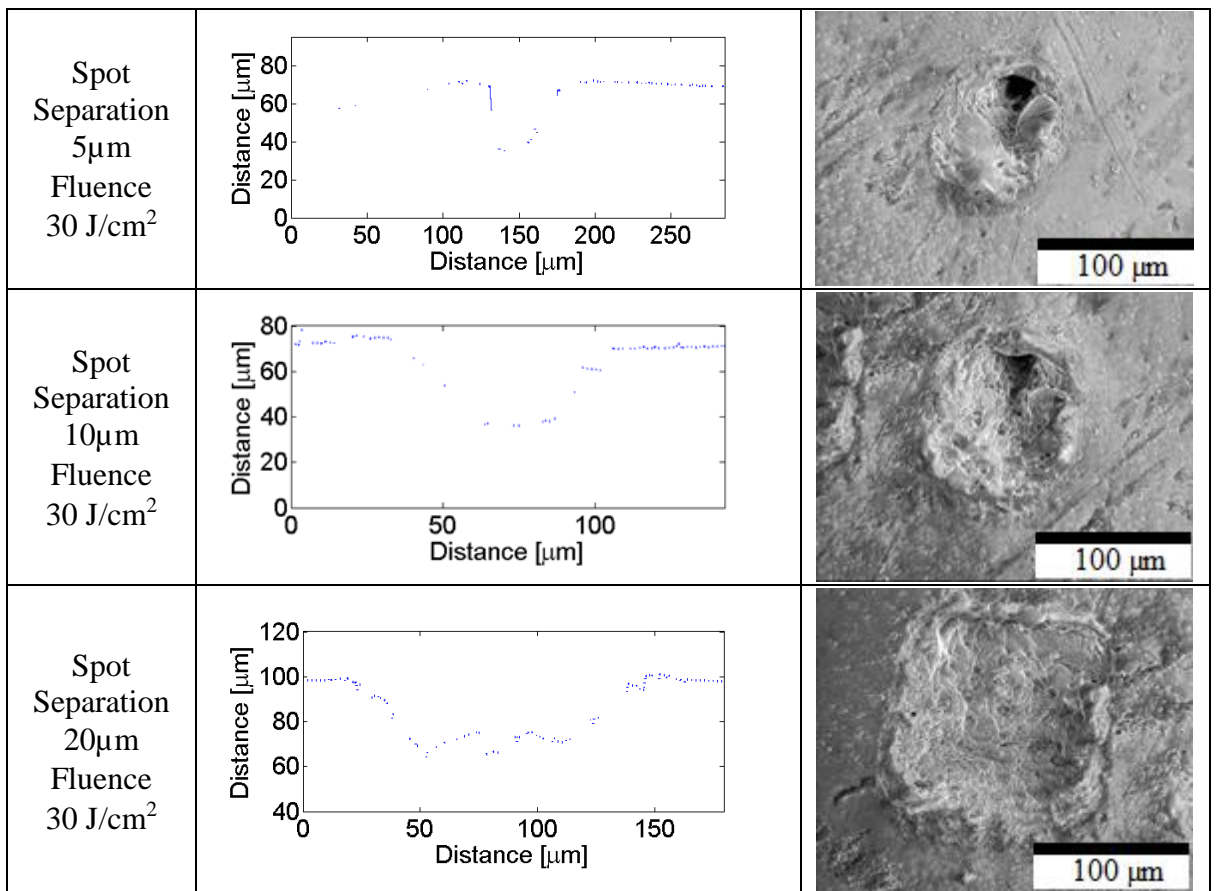 Spot
Separation
5µm
Fluence
30 J/cm²
Distance [µm]
80
60
40
20
0
0 50 100 150 200 250
Distance [µm]
100 µm
Spot
Separation
10µm
Fluence
30 J/cm²
Distance [µm]
80
60
40
20
0
0 50 100
Distance [µm]
100 µm
Spot
Separation
20µm
Fluence
30 J/cm²
Distance [µm]
120
100
80
60
40
0 50 100 150
Distance [µm]
100 µm